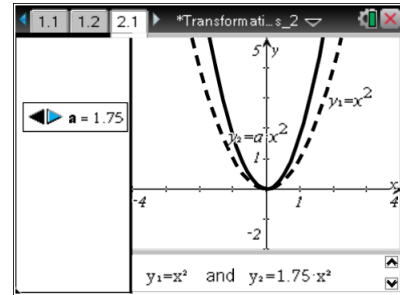 1.1 1.2 2.1 *Transformati…s_2
5 y
y₁=x²
a = 1.75
y₂=a·x²
1
x
-4 1 4
-2
y₁=x² and y₂=1.75·x²